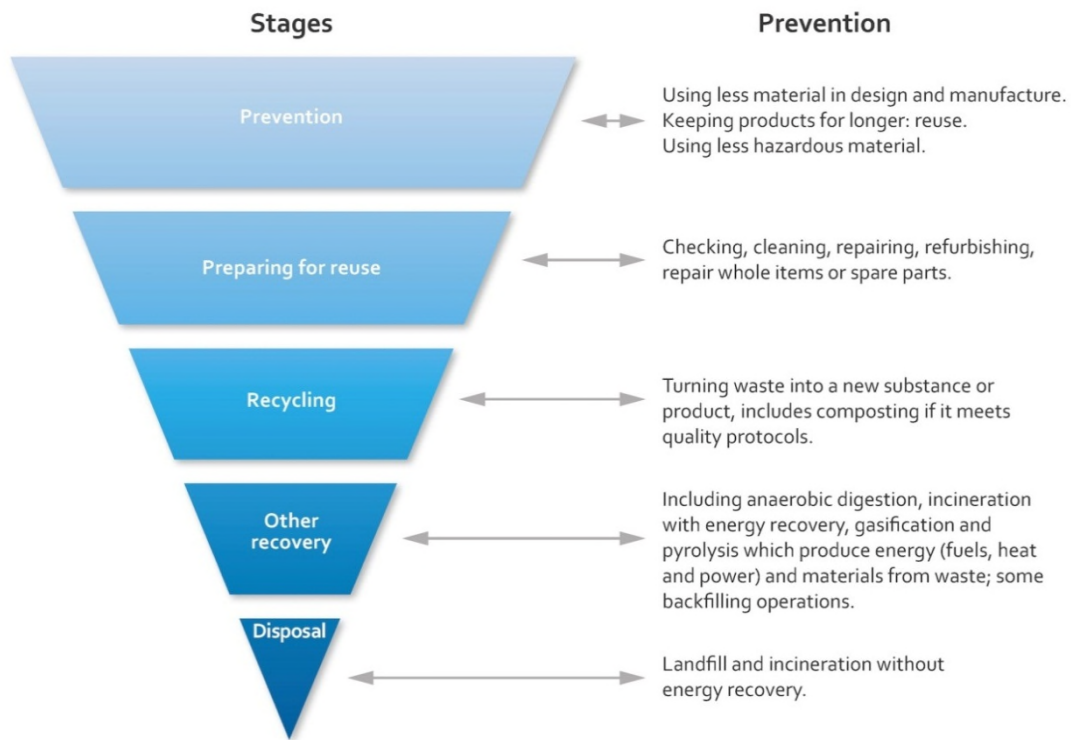 Stages
Prevention
Prevention
Using less material in design and manufacture.
Keeping products for longer: reuse.
Using less hazardous material.
Preparing for reuse
Checking, cleaning, repairing, refurbishing,
repair whole items or spare parts.
Recycling
Turning waste into a new substance or
product, includes composting if it meets
quality protocols.
Other
recovery
Including anaerobic digestion, incineration
with energy recovery, gasification and
pyrolysis which produce energy (fuels, heat
and power) and materials from waste; some
backfilling operations.
Disposal
Landfill and incineration without
energy recovery.